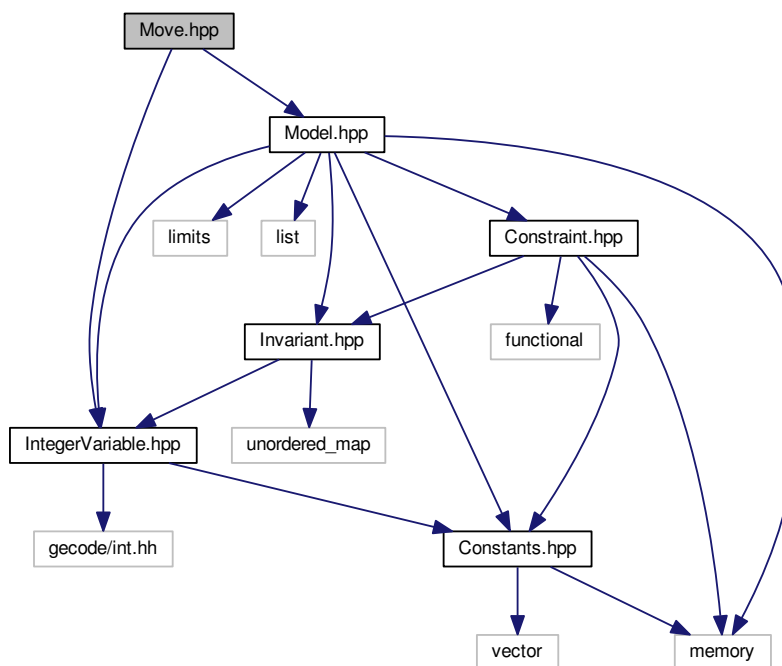 Move.hpp
Model.hpp
limits
list
Constraint.hpp
Invariant.hpp
functional
IntegerVariable.hpp
unordered_map
gecode/int.hh
Constants.hpp
vector
memory